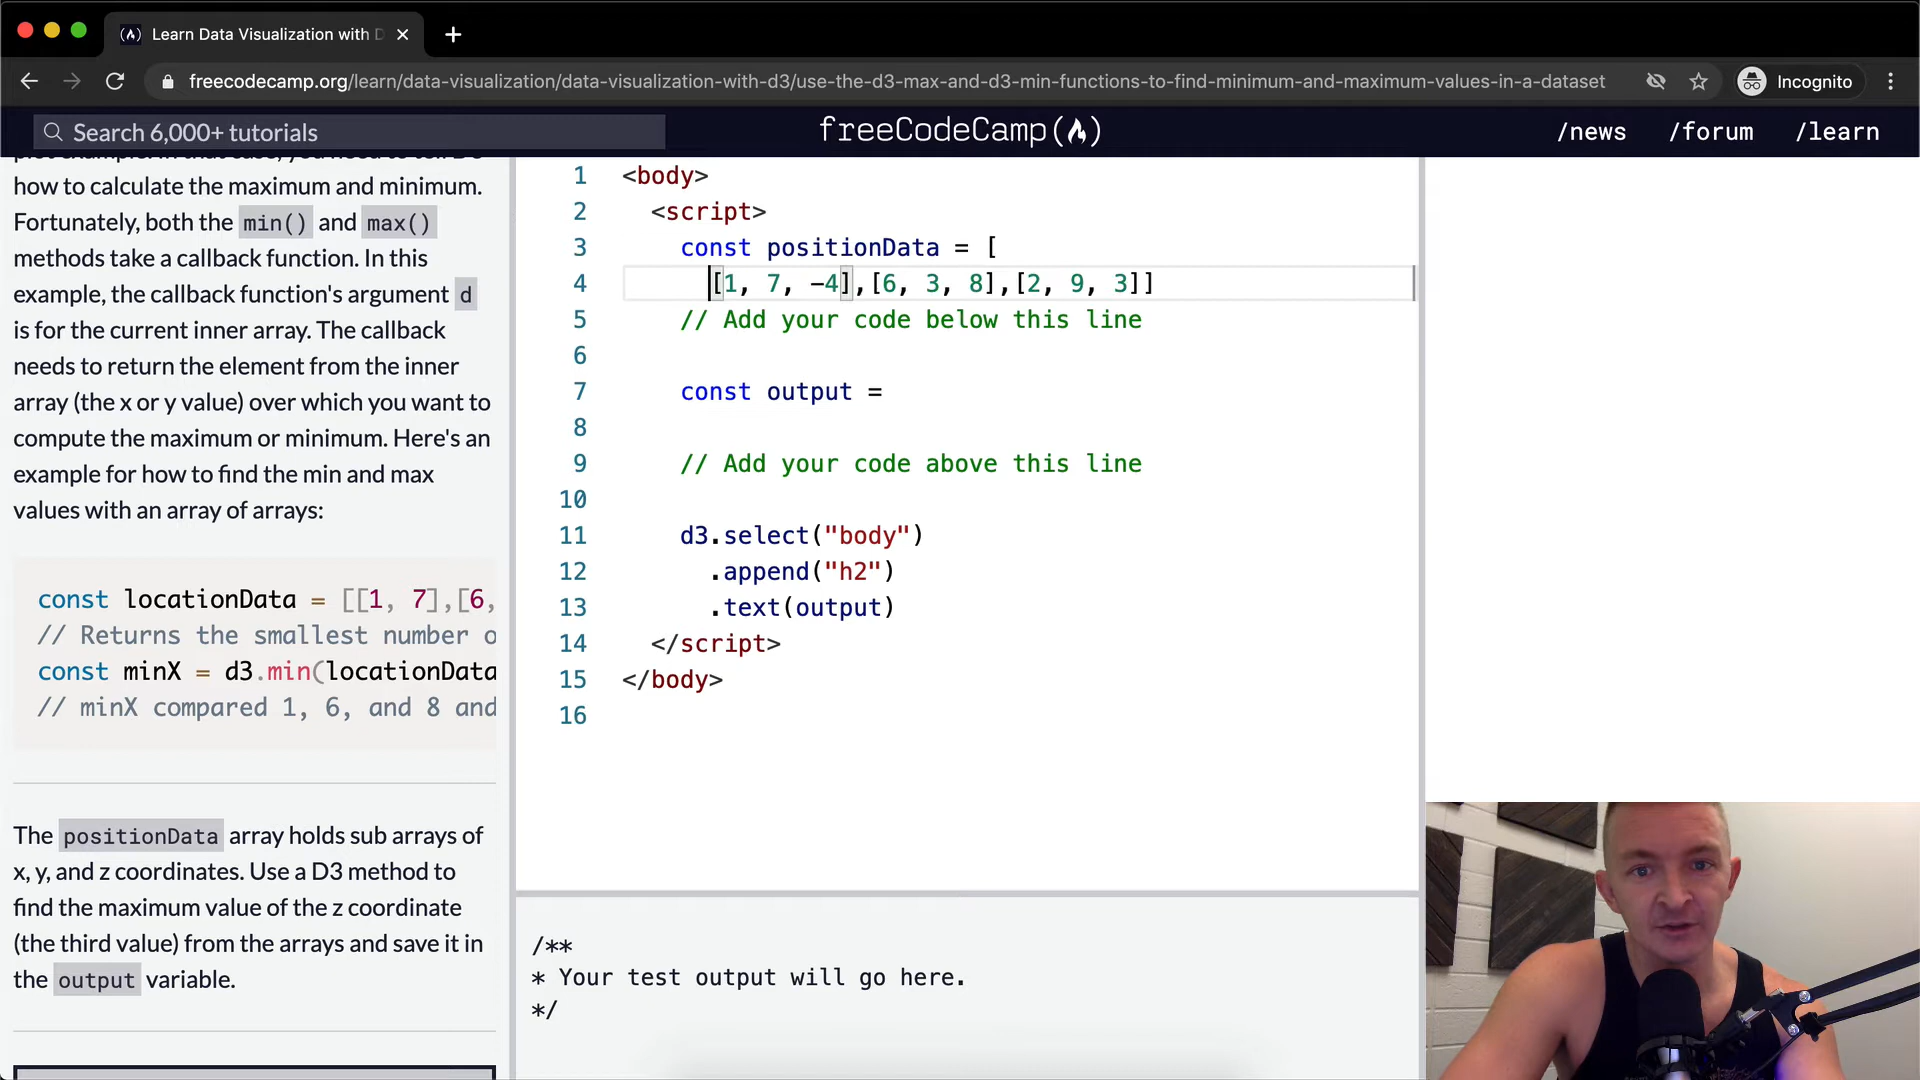 Learn Data Visualization with D
freecodecamp.org/learn/data-visualization/data-visualization-with-d3/use-the-d3-max-and-d3-min-functions-to-find-minimum-and-maximum-values-in-a-dataset
Incognito
Search 6,000+ tutorials
freeCodeCamp
/news
/forum
/learn
how to calculate the maximum and minimum.
Fortunately, both the min() and max()
methods take a callback function. In this
example, the callback function's argument d
is for the current inner array. The callback
needs to return the element from the inner
array (the x or y value) over which you want to
compute the maximum or minimum. Here's an
example for how to find the min and max
values with an array of arrays:
const locationData = [[1, 7],[6,
// Returns the smallest number o
const minX = d3.min(locationData
// minX compared 1, 6, and 8 and
The positionData array holds sub arrays of
x, y, and z coordinates. Use a D3 method to
find the maximum value of the z coordinate
(the third value) from the arrays and save it in
the output variable.
1 <body>
2 <script>
3 const positionData = [
4 [1, 7, -4],[6, 3, 8],[2, 9, 3]]
5 // Add your code below this line
6
7 const output =
8
9 // Add your code above this line
10
11 d3.select("body")
12 .append("h2")
13 .text(output)
14 </script>
15 </body>
16
/**
* Your test output will go here.
*/